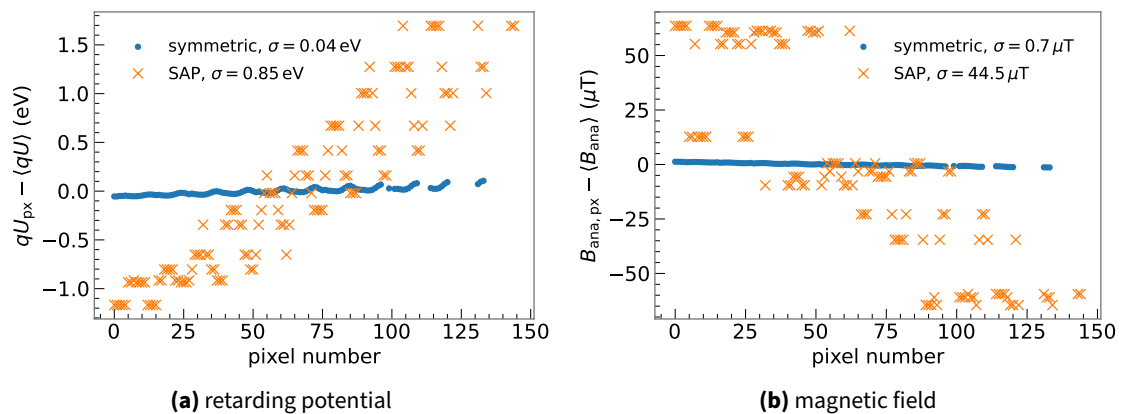 symmetric, σ = 0.04 eV
SAP, σ = 0.85 eV
1.5
1.0
0.5
0.0
−0.5
−1.0
qU_px − ⟨qU⟩ (eV)
0 25 50 75 100 125 150
pixel number
(a) retarding potential
symmetric, σ = 0.7 μT
SAP, σ = 44.5 μT
50
25
0
−25
−50
B_ana, px − ⟨B_ana⟩ (μT)
0 25 50 75 100 125 150
pixel number
(b) magnetic field